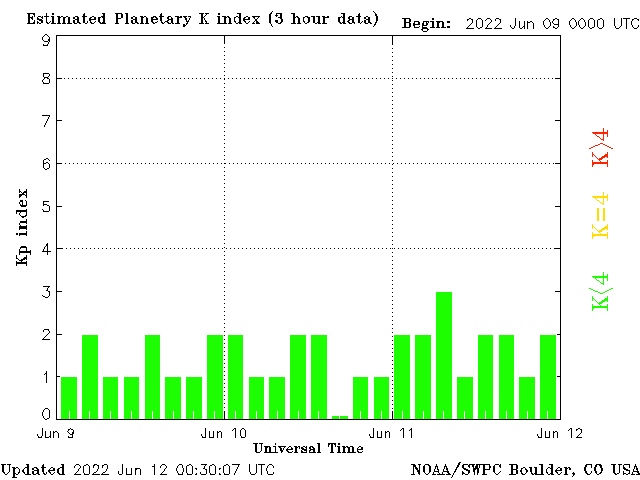 Estimated Planetary K index (3 hour data)
Begin: 2022 Jun 09 0000 UTC
9
8
7
6
5
4
3
2
1
0
Kp index
K>4
K=4
K<4
Jun 9 Jun 10 Jun 11 Jun 12
Universal Time
Updated 2022 Jun 12 00:30:07 UTC
NOAA/SWPC Boulder, CO USA